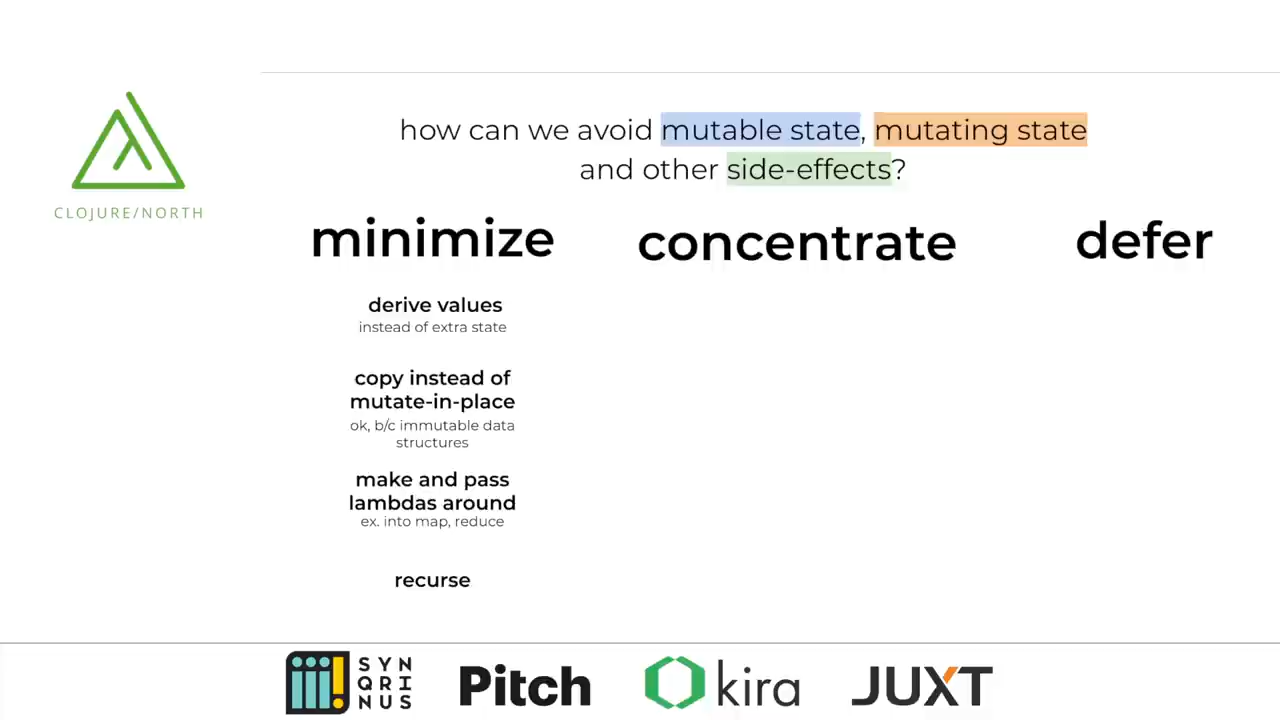 CLOJURE/NORTH
how can we avoid mutable state, mutating state
and other side-effects?
minimize
derive values
instead of extra state
copy instead of
mutate-in-place
ok, b/c immutable data
structures
make and pass
lambdas around
ex. into map, reduce
recurse
concentrate
defer
SYN
QRI
NUS
Pitch
kira
JUXT